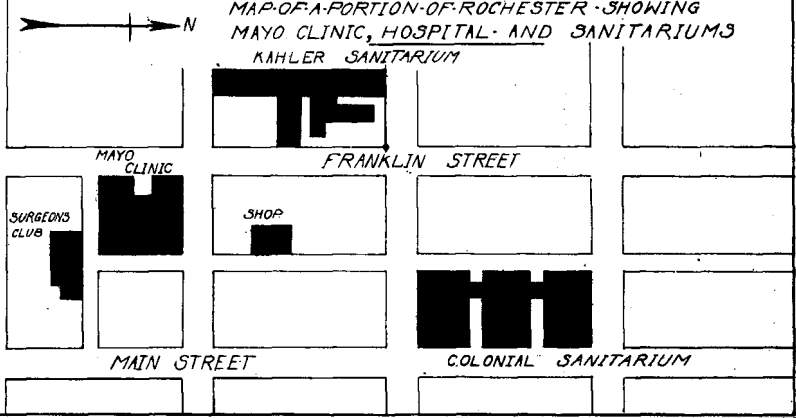 MAP·OF·A·PORTION·OF·ROCHESTER·SHOWING
N
MAYO CLINIC, HOSPITAL· AND SANITARIUMS
KAHLER SANITARIUM
MAYO
CLINIC
FRANKLIN STREET
SURGEONS
CLUB
SHOP
MAIN STREET
COLONIAL SANITARIUM